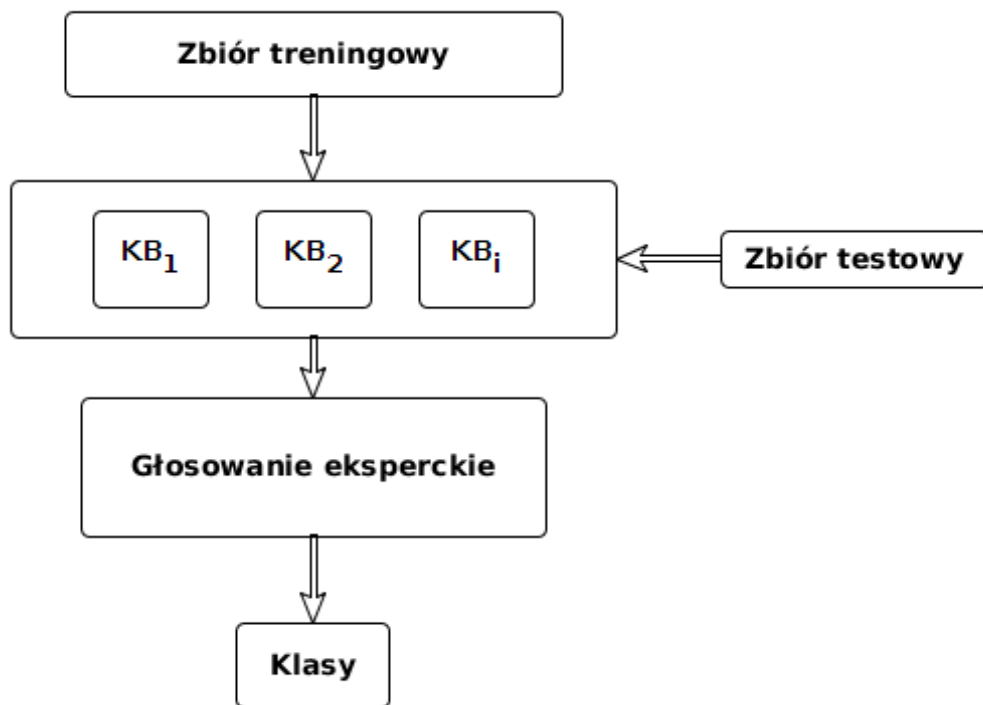 Zbiór treningowy
KB₁ KB₂ KBᵢ
Zbiór testowy
Głosowanie eksperckie
Klasy